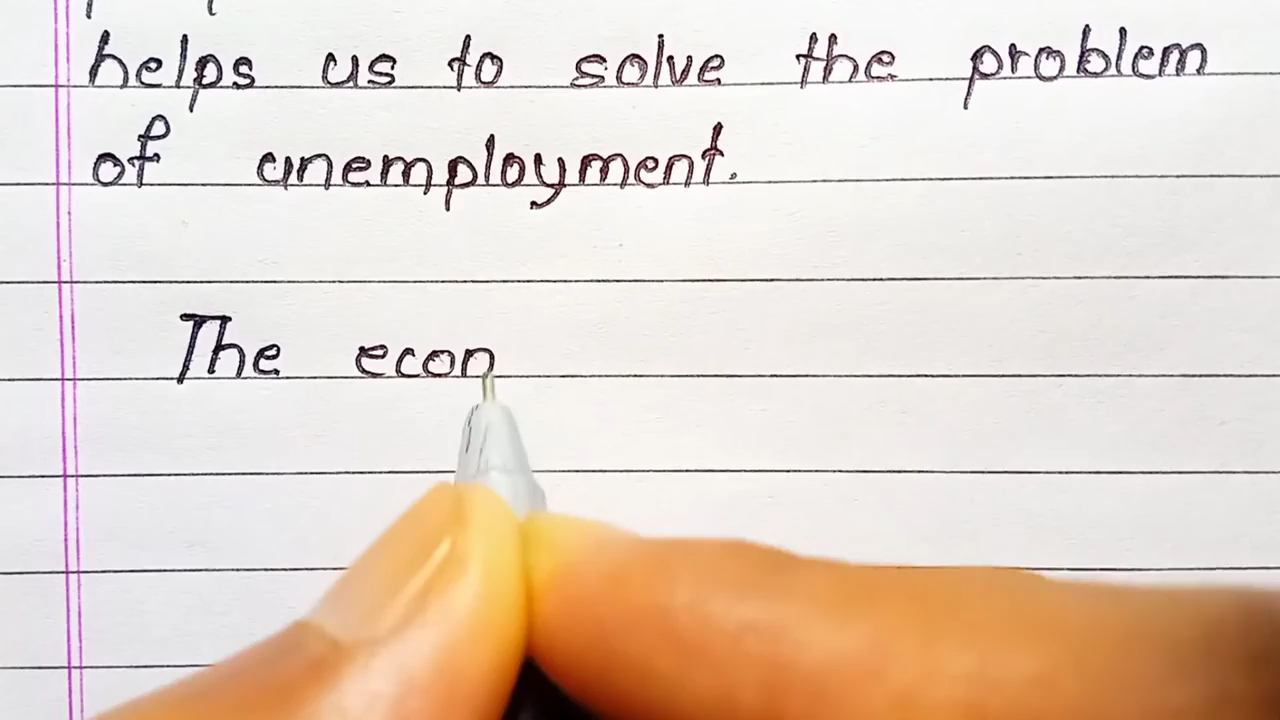 helps us to solve the problem
of unemployment.
The econ